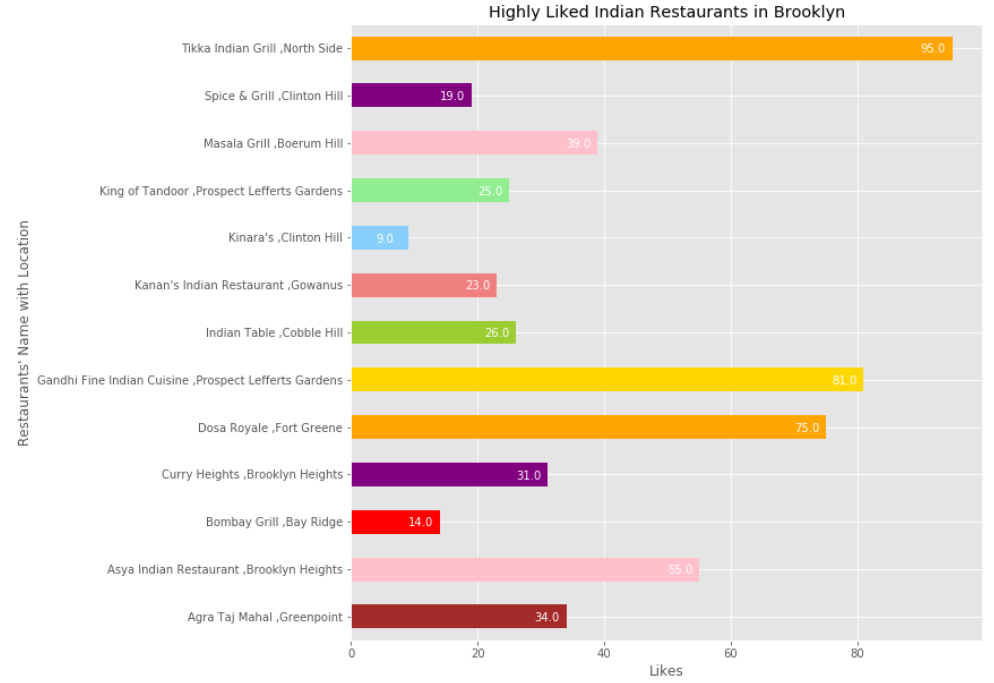 Highly Liked Indian Restaurants in Brooklyn
Restaurants' Name with Location
Tikka Indian Grill ,North Side 95.0
Spice & Grill ,Clinton Hill 19.0
Masala Grill ,Boerum Hill 39.0
King of Tandoor ,Prospect Lefferts Gardens 25.0
Kinara's ,Clinton Hill 9.0
Kanan's Indian Restaurant ,Gowanus 23.0
Indian Table ,Cobble Hill 26.0
Gandhi Fine Indian Cuisine ,Prospect Lefferts Gardens 81.0
Dosa Royale ,Fort Greene 75.0
Curry Heights ,Brooklyn Heights 31.0
Bombay Grill ,Bay Ridge 14.0
Asya Indian Restaurant ,Brooklyn Heights 55.0
Agra Taj Mahal ,Greenpoint 34.0
0 20 40 60 80
Likes